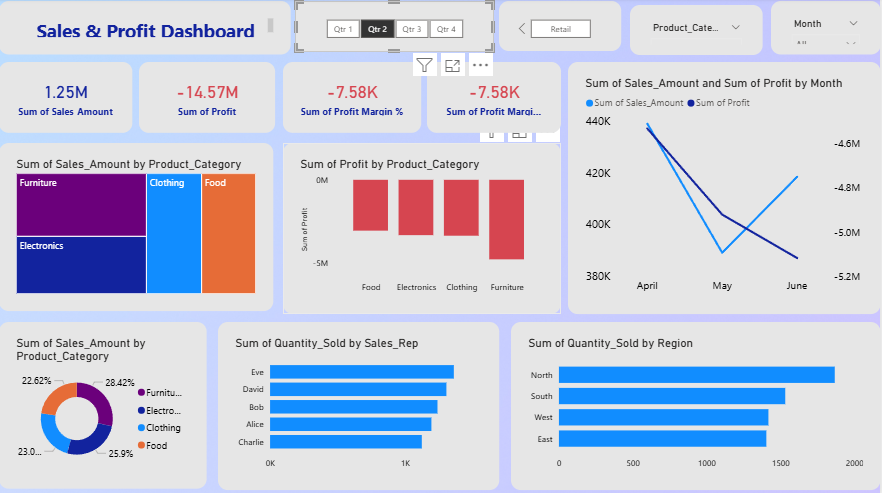 Sales & Profit Dashboard
Qtr 1 Qtr 2 Qtr 3 Qtr 4
Retail
Product_Cate...
Month
1.25M
Sum of Sales Amount
-14.57M
Sum of Profit
-7.58K
Sum of Profit Margin %
-7.58K
Sum of Profit Margi...
Sum of Sales_Amount and Sum of Profit by Month
Sum of Sales_Amount Sum of Profit
440K
420K
400K
380K
-4.6M
-4.8M
-5.0M
-5.2M
April May June
Sum of Sales_Amount by Product_Category
Furniture
Clothing
Food
Electronics
Sum of Profit by Product_Category
Sum of Profit
0M
-5M
Food Electronics Clothing Furniture
Sum of Sales_Amount by
Product_Category
22.62%
28.42%
23.0...
25.9%
Furnitu...
Electro...
Clothing
Food
Sum of Quantity_Sold by Sales_Rep
Eve
David
Bob
Alice
Charlie
0K 1K
Sum of Quantity_Sold by Region
North
South
West
East
0 500 1000 1500 2000